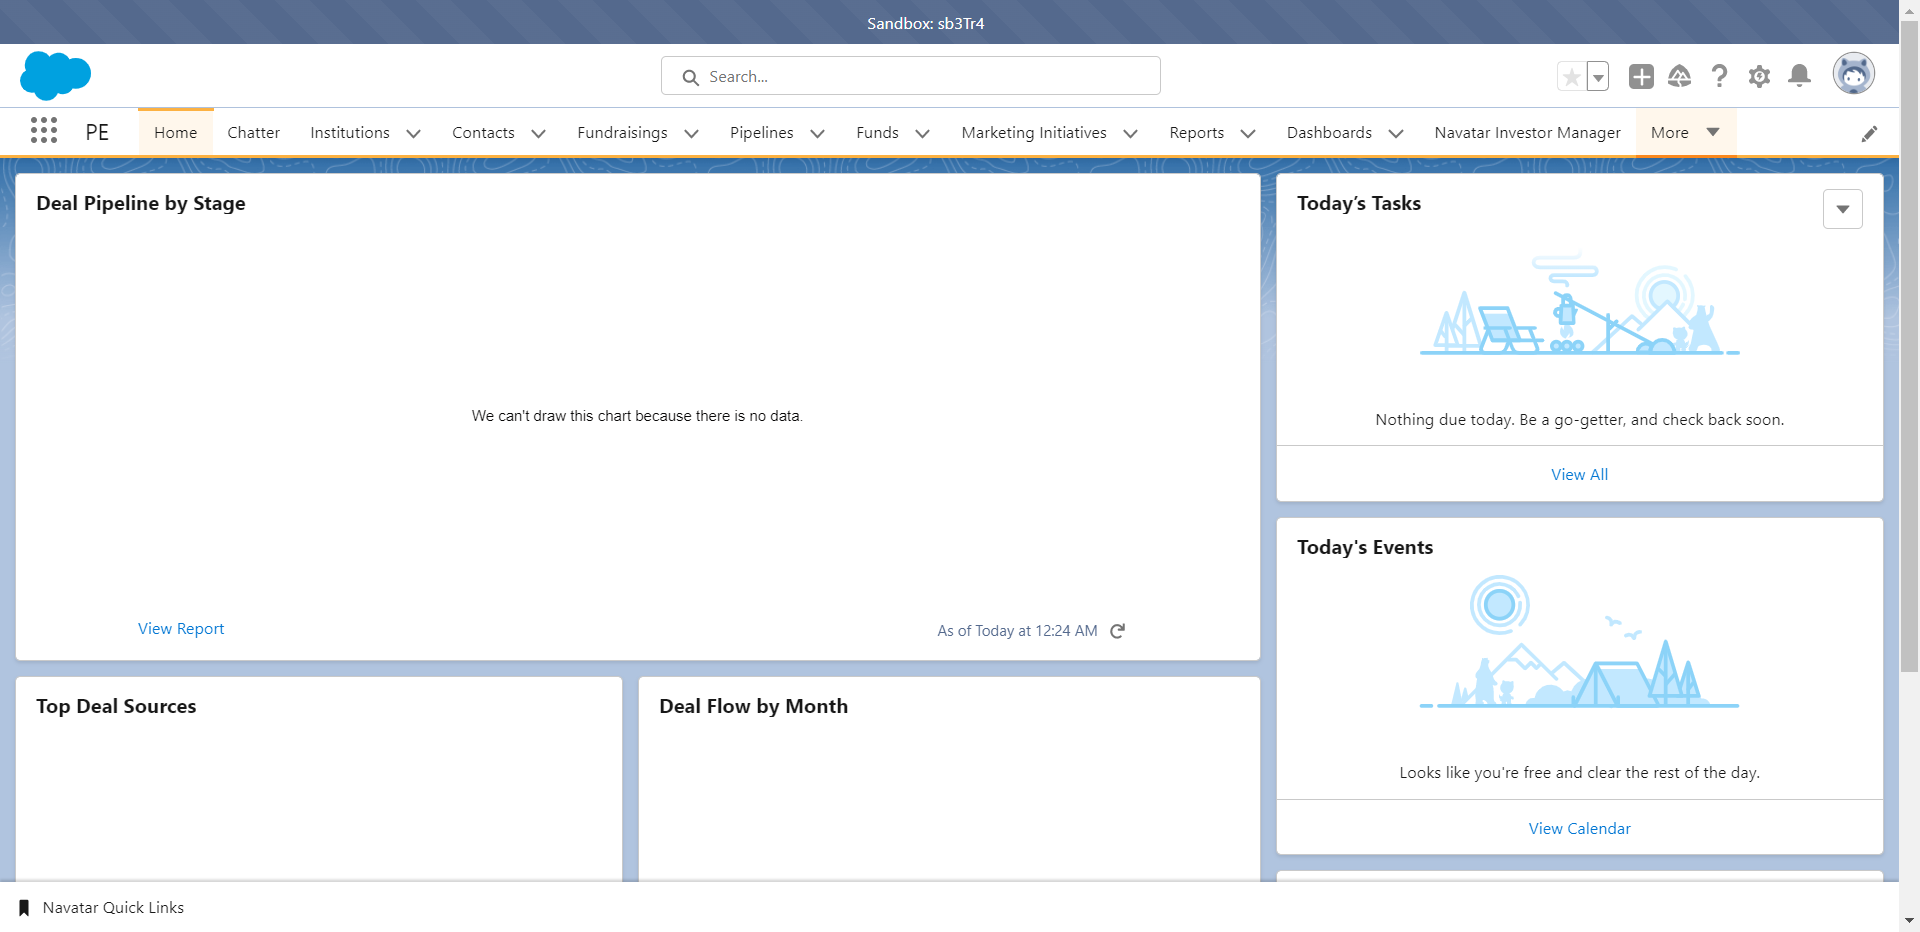 Sandbox: sb3Tr4
Search...
PE
Home
Chatter
Institutions
Contacts
Fundraisings
Pipelines
Funds
Marketing Initiatives
Reports
Dashboards
Navatar Investor Manager
More
Deal Pipeline by Stage
We can't draw this chart because there is no data.
View Report
As of Today at 12:24 AM
Today’s Tasks
Nothing due today. Be a go-getter, and check back soon.
View All
Today's Events
Looks like you're free and clear the rest of the day.
View Calendar
Top Deal Sources
Deal Flow by Month
Navatar Quick Links